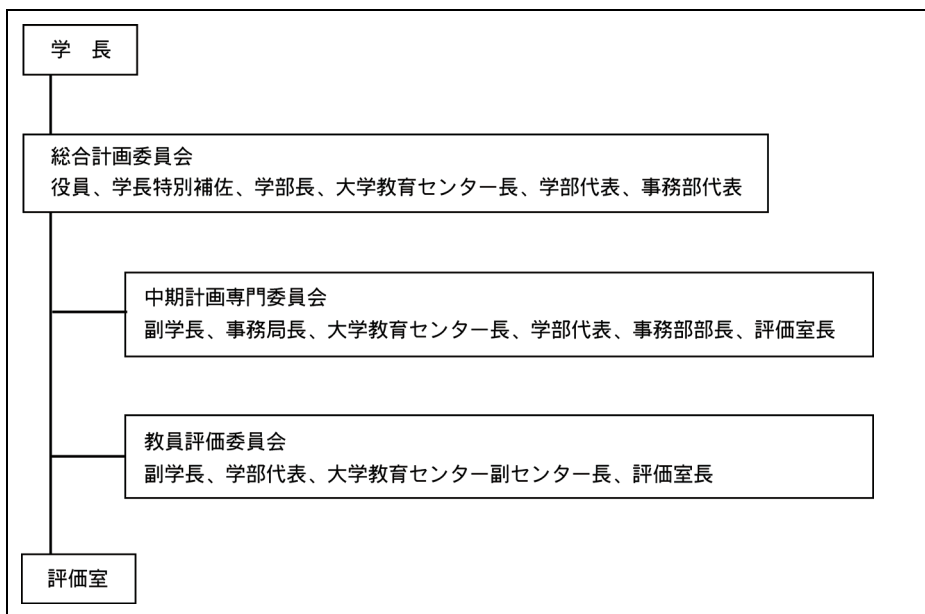 学　長
総合計画委員会
役員、学長特別補佐、学部長、大学教育センター長、学部代表、事務部代表
中期計画専門委員会
副学長、事務局長、大学教育センター長、学部代表、事務部部長、評価室長
教員評価委員会
副学長、学部代表、大学教育センター副センター長、評価室長
評価室